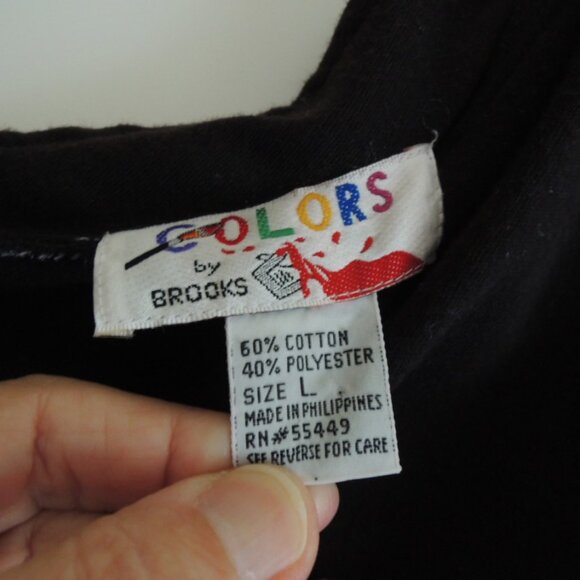 COLORS
by
BROOKS
60% COTTON
40% POLYESTER
SIZE L
MADE IN PHILIPPINES
RN# 55449
SEE REVERSE FOR CARE